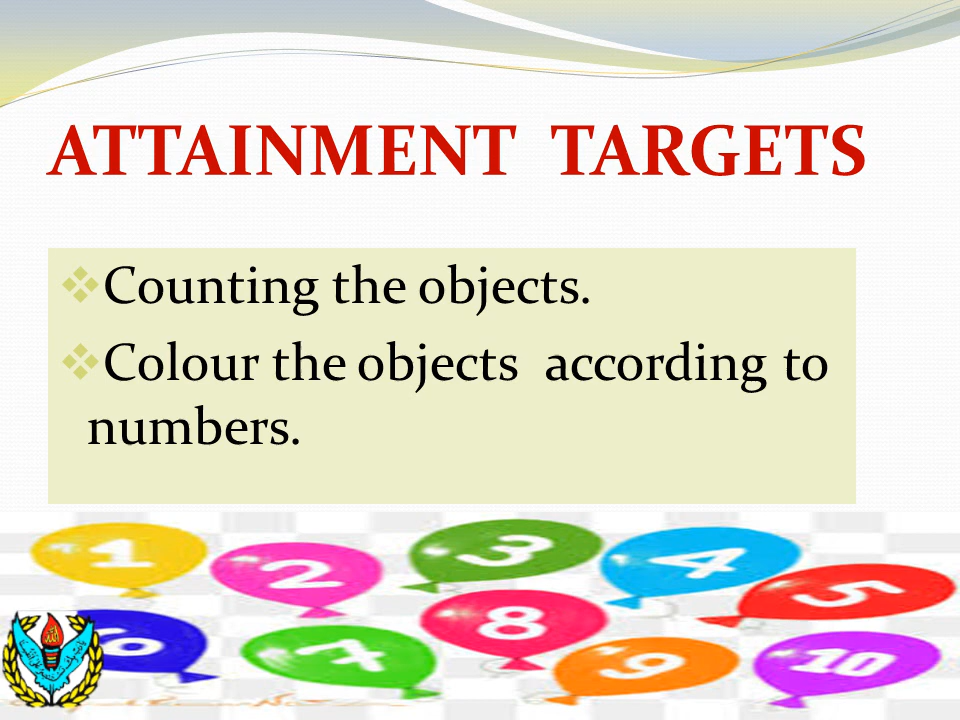 ATTAINMENT TARGETS
Counting the objects.
Colour the objects according to
numbers.
1
2
3
4
5
6
7
8
9
10